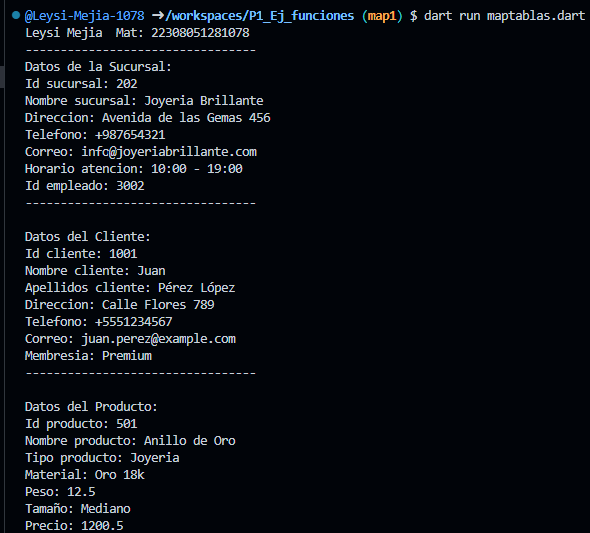 @Leysi-Mejia-1078 ➜/workspaces/P1_Ej_funciones (map1) $ dart run maptablas.dart
Leysi Mejia  Mat: 22308051281078
---------------------------------
Datos de la Sucursal:
Id sucursal: 202
Nombre sucursal: Joyeria Brillante
Direccion: Avenida de las Gemas 456
Telefono: +987654321
Correo: info@joyeriabrillante.com
Horario atencion: 10:00 - 19:00
Id empleado: 3002
---------------------------------
Datos del Cliente:
Id cliente: 1001
Nombre cliente: Juan
Apellidos cliente: Pérez López
Direccion: Calle Flores 789
Telefono: +5551234567
Correo: juan.perez@example.com
Membresia: Premium
---------------------------------
Datos del Producto:
Id producto: 501
Nombre producto: Anillo de Oro
Tipo producto: Joyeria
Material: Oro 18k
Peso: 12.5
Tamaño: Mediano
Precio: 1200.5